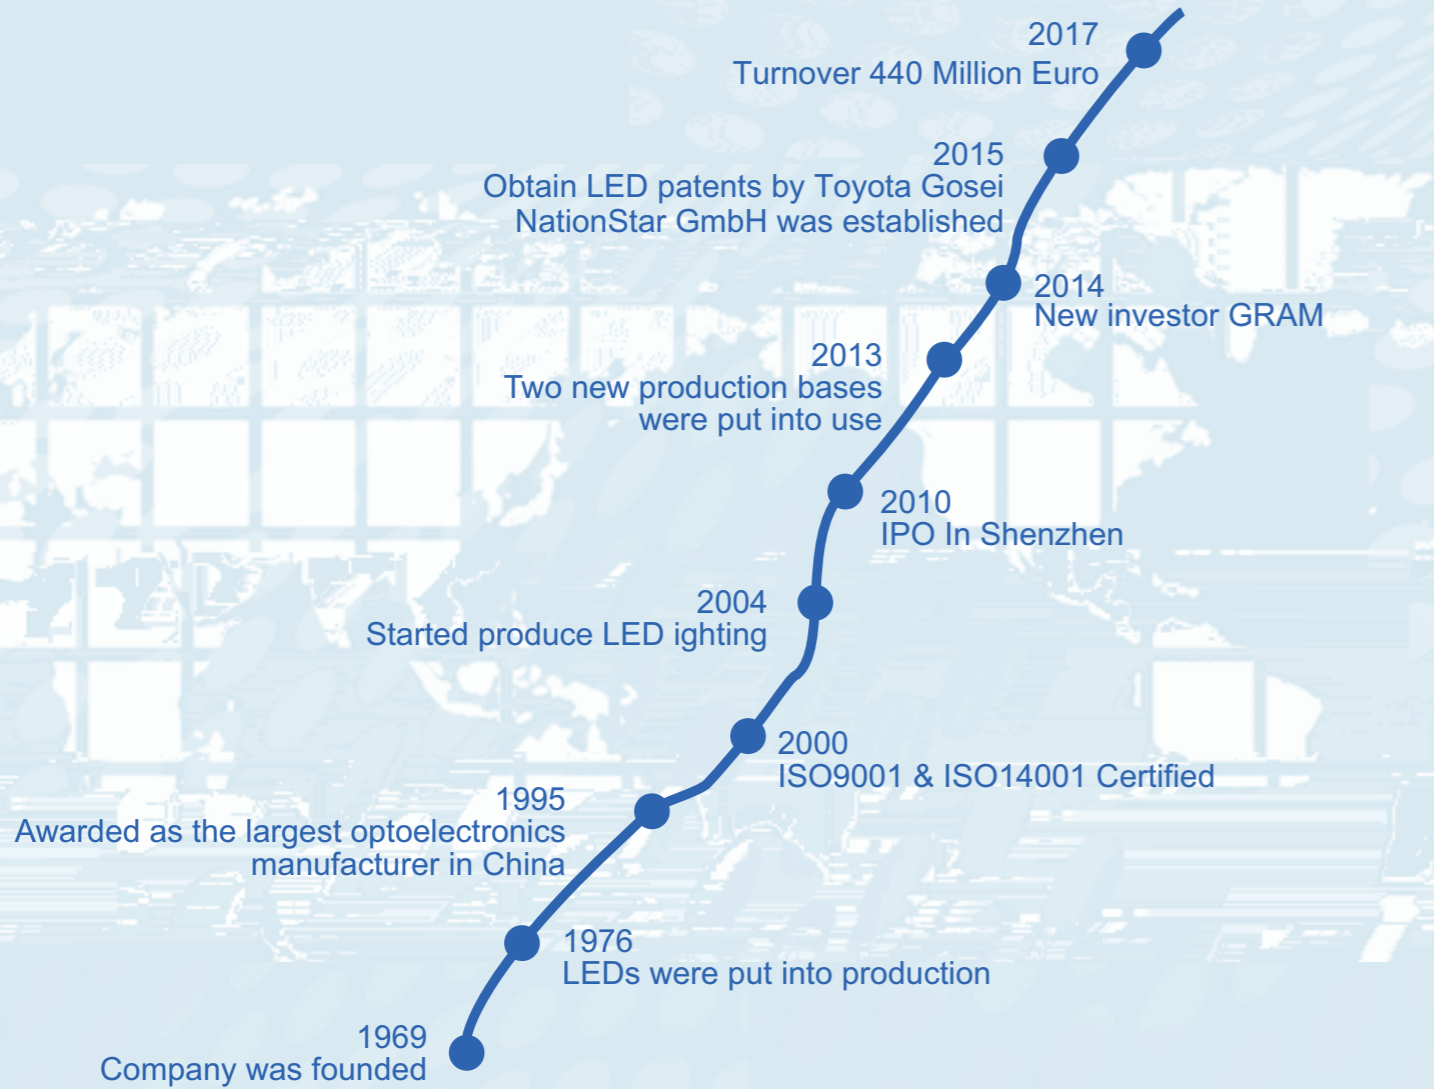 2017
Turnover 440 Million Euro
2015
Obtain LED patents by Toyota Gosei
NationStar GmbH was established
2014
New investor GRAM
2013
Two new production bases
were put into use
2010
IPO In Shenzhen
2004
Started produce LED ighting
2000
ISO9001 & ISO14001 Certified
1995
Awarded as the largest optoelectronics
manufacturer in China
1976
LEDs were put into production
1969
Company was founded